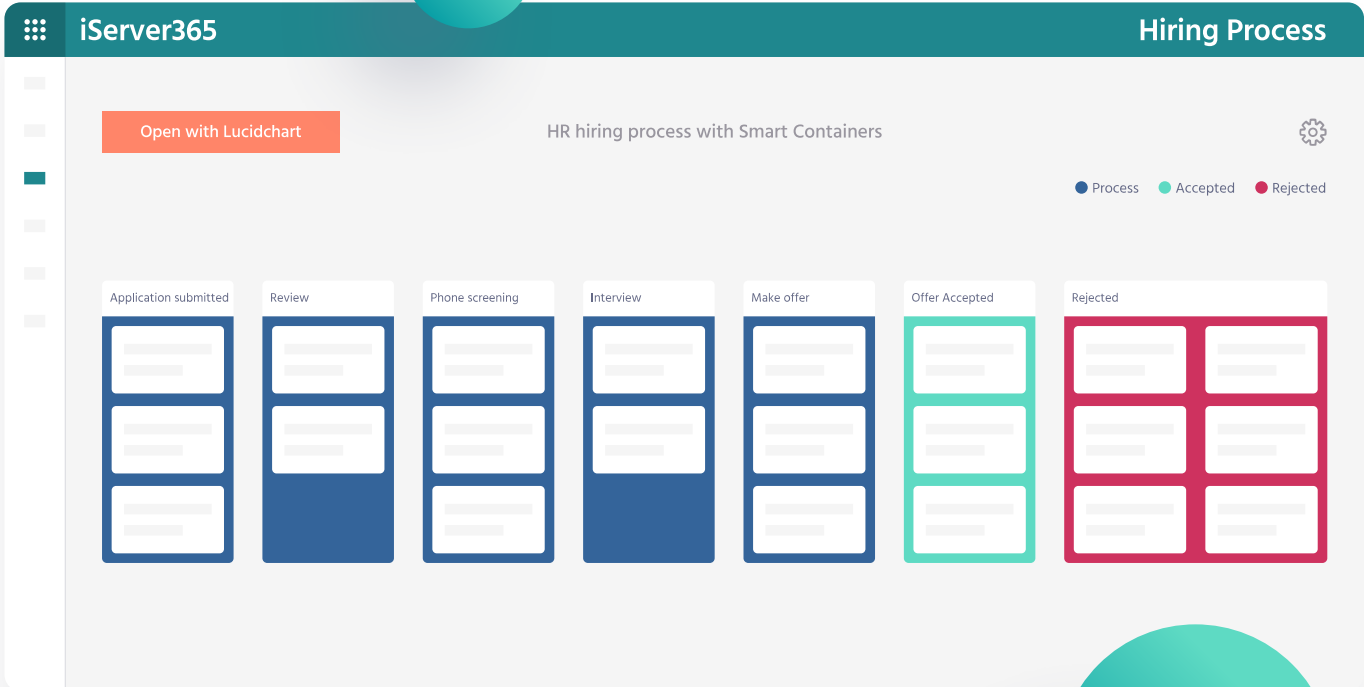 iServer365
Hiring Process
Open with Lucidchart
HR hiring process with Smart Containers
Process
Accepted
Rejected
Application submitted
Review
Phone screening
Interview
Make offer
Offer Accepted
Rejected